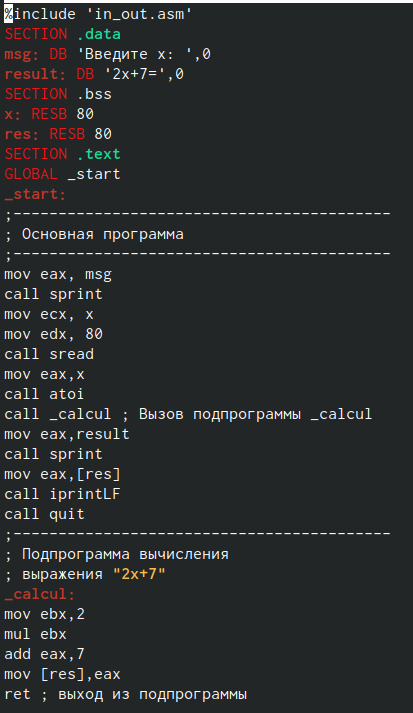 %include 'in_out.asm'
SECTION .data
msg: DB 'Введите x: ',0
result: DB '2x+7=',0
SECTION .bss
x: RESB 80
res: RESB 80
SECTION .text
GLOBAL _start
_start:
;------------------------------------------
; Основная программа
;------------------------------------------
mov eax, msg
call sprint
mov ecx, x
mov edx, 80
call sread
mov eax,x
call atoi
call _calcul ; Вызов подпрограммы _calcul
mov eax,result
call sprint
mov eax,[res]
call iprintLF
call quit
;------------------------------------------
; Подпрограмма вычисления
; выражения "2x+7"
_calcul:
mov ebx,2
mul ebx
add eax,7
mov [res],eax
ret ; выход из подпрограммы